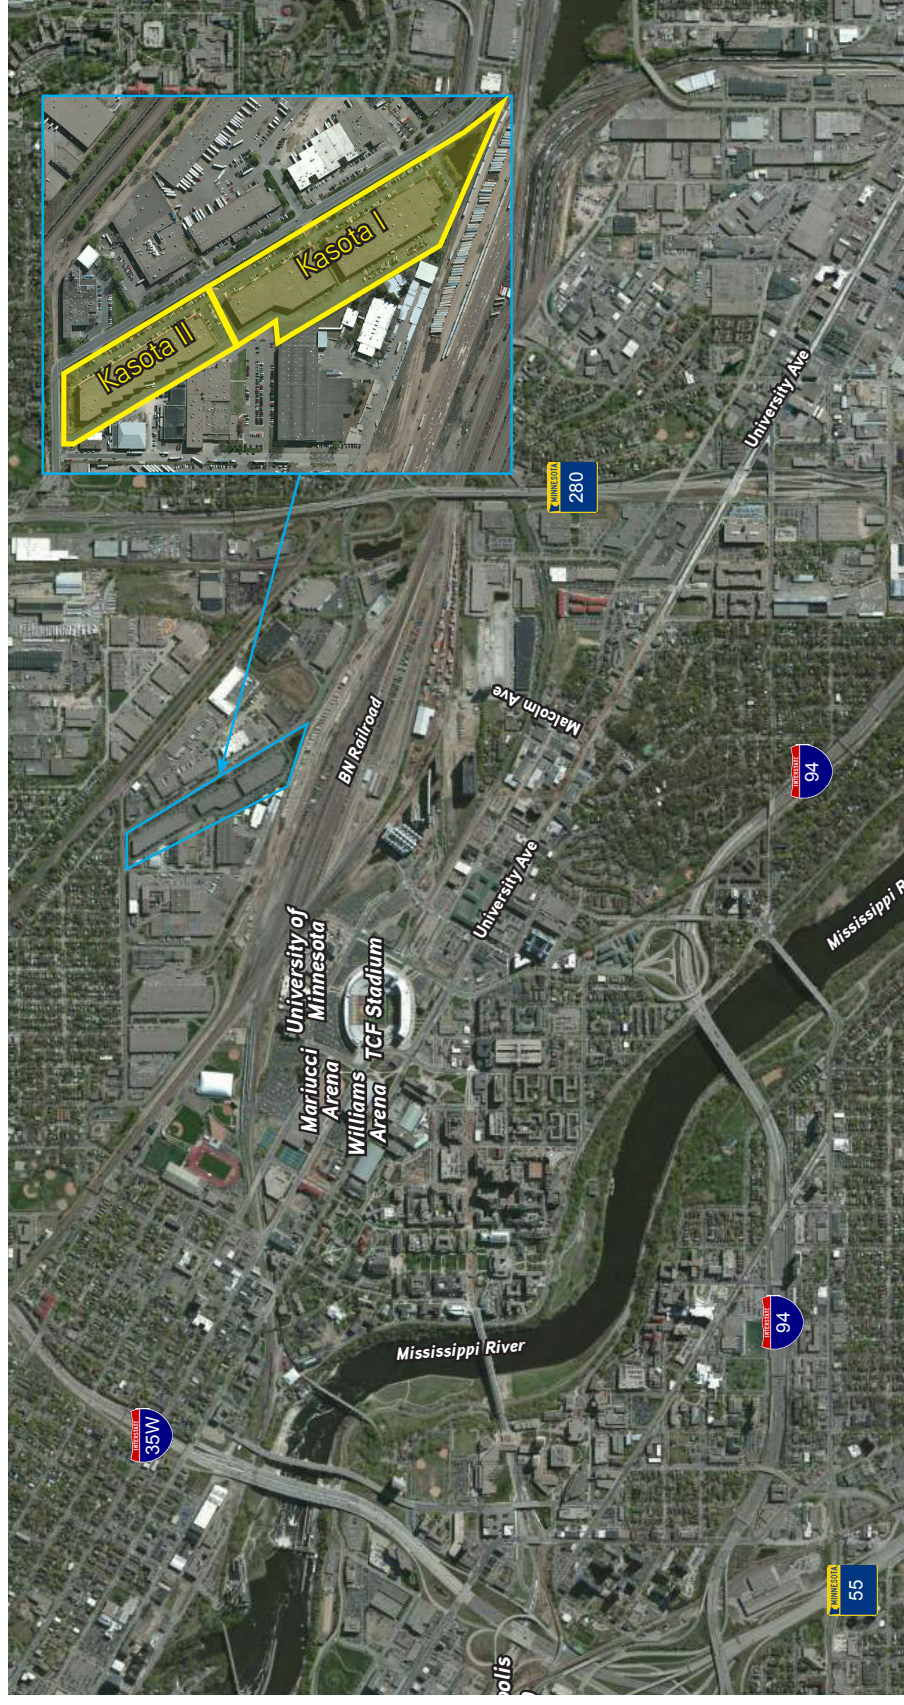 Kasota I
Kasota II
University Ave
MINNESOTA
280
Malcolm Ave
BN Railroad
INTERSTATE
94
University Ave
Mississippi R
University of
Minnesota
TCF Stadium
Mariucci
Arena
Williams
Arena
INTERSTATE
94
Mississippi River
INTERSTATE
35W
MINNESOTA
55
polis